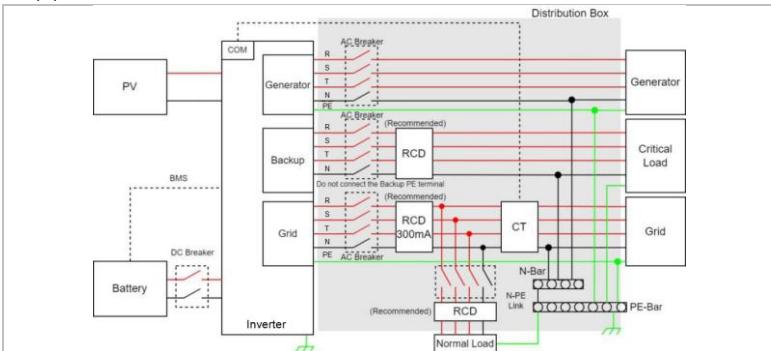 Distribution Box
COM
AC Breaker
R
S
T
N
PE
PV
Generator
Generator
AC Breaker
(Recommended)
R
S
T
N
Backup
RCD
Critical
Load
Do not connect the Backup PE terminal
BMS
(Recommended)
R
S
T
N
PE
Grid
RCD
300mA
CT
Grid
AC Breaker
DC Breaker
Battery
N-Bar
N-PE
Link
PE-Bar
(Recommended)
RCD
Inverter
Normal Load